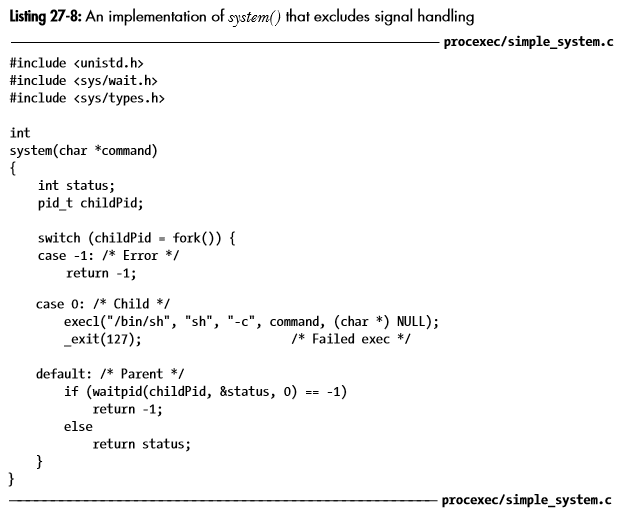 Listing 27-8: An implementation of system() that excludes signal handling
procexec/simple_system.c
#include <unistd.h>
#include <sys/wait.h>
#include <sys/types.h>

int
system(char *command)
{
    int status;
    pid_t childPid;

    switch (childPid = fork()) {
    case -1: /* Error */
        return -1;

    case 0: /* Child */
        execl("/bin/sh", "sh", "-c", command, (char *) NULL);
        _exit(127);                     /* Failed exec */

    default: /* Parent */
        if (waitpid(childPid, &status, 0) == -1)
            return -1;
        else
            return status;
    }
}
procexec/simple_system.c